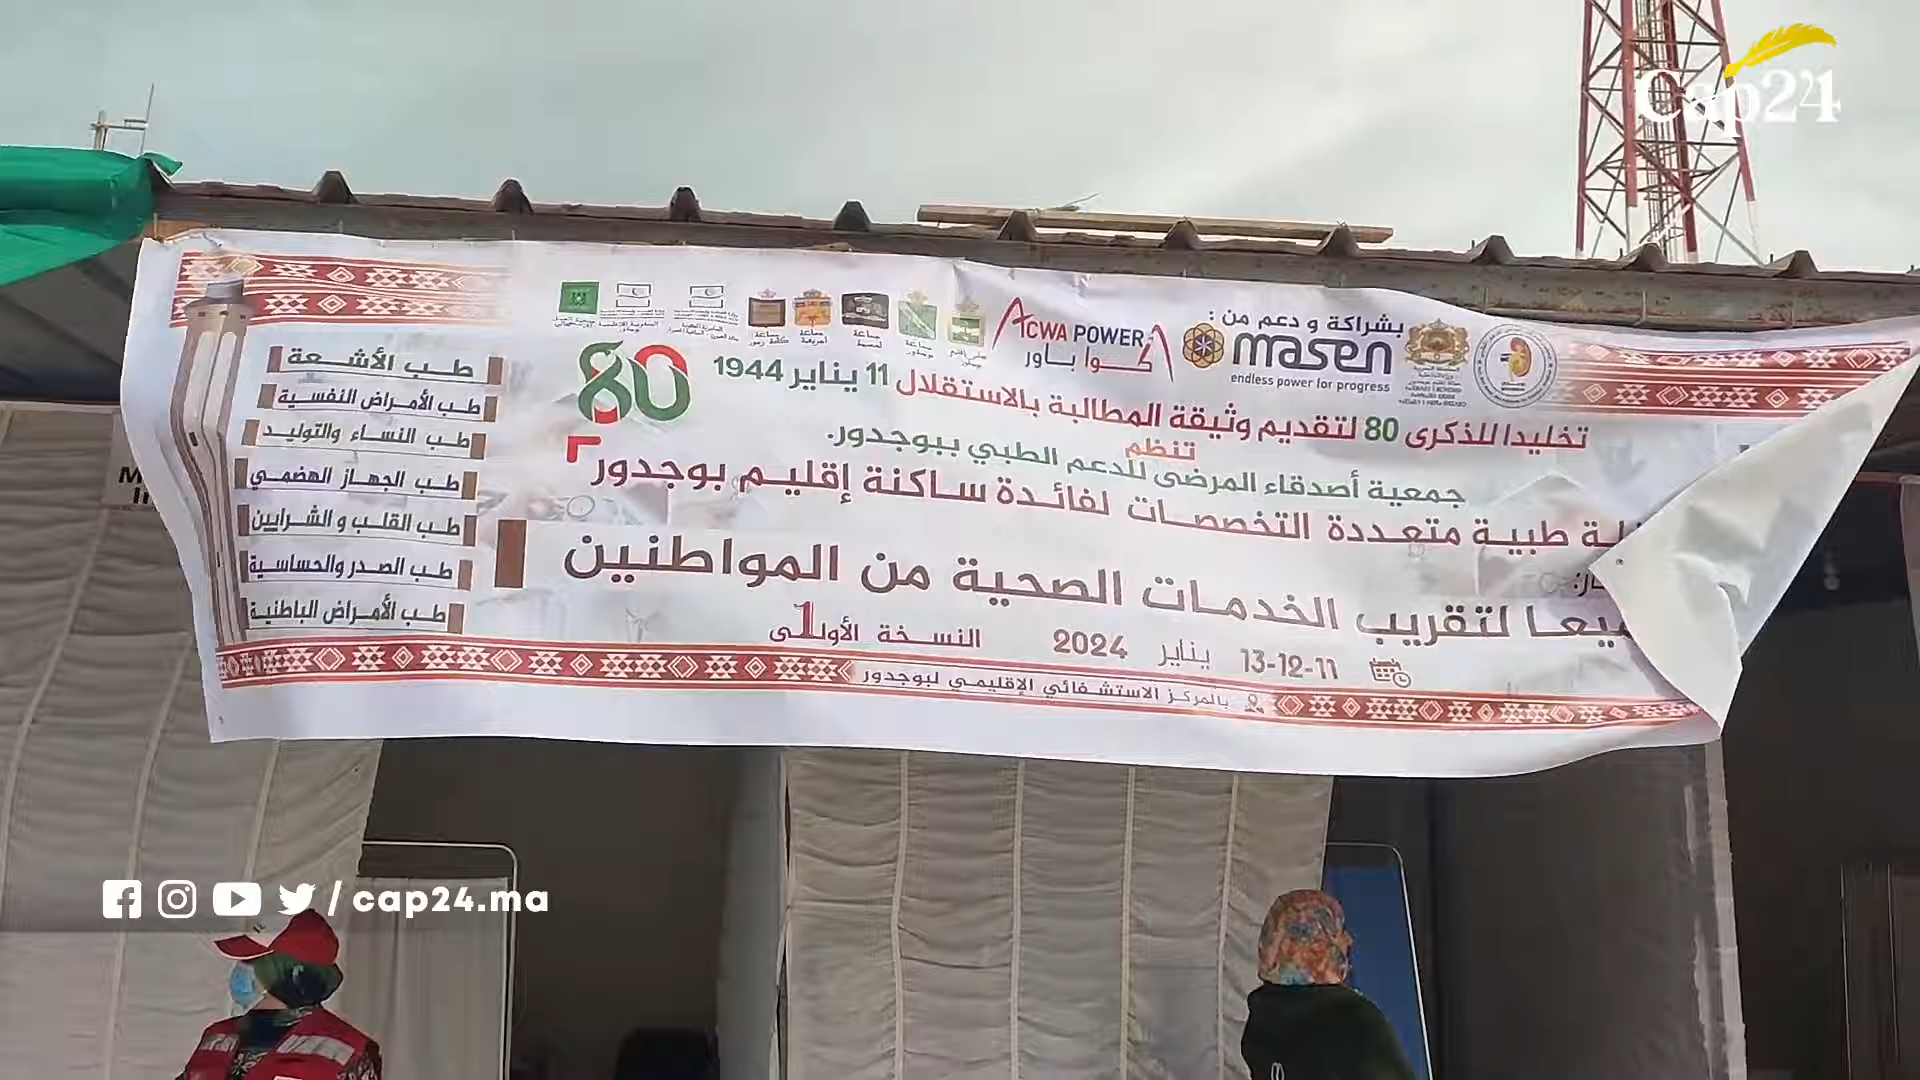 Cap24
بشراكة و دعم من :
masen
endless power for progress
ACWA POWER
أكوا باور
80
تخليدا للذكرى 80 لتقديم وثيقة المطالبة بالاستقلال 11 يناير 1944
تنظم
جمعية أصدقاء المرضى للدعم الطبي ببوجدور.
طبية متعددة التخصصات لفائدة ساكنة إقليم بوجدور
لتقريب الخدمات الصحية من المواطنين
11-12-13 يناير 2024
النسخة الأولى 1
بالمركز الاستشفائي الإقليمي لبوجدور
طب الأشعة
طب الأمراض النفسية
طب النساء والتوليد
طب الجهاز الهضمي
طب القلب و الشرايين
طب الصدر والحساسية
طب الأمراض الباطنية
/ cap24.ma